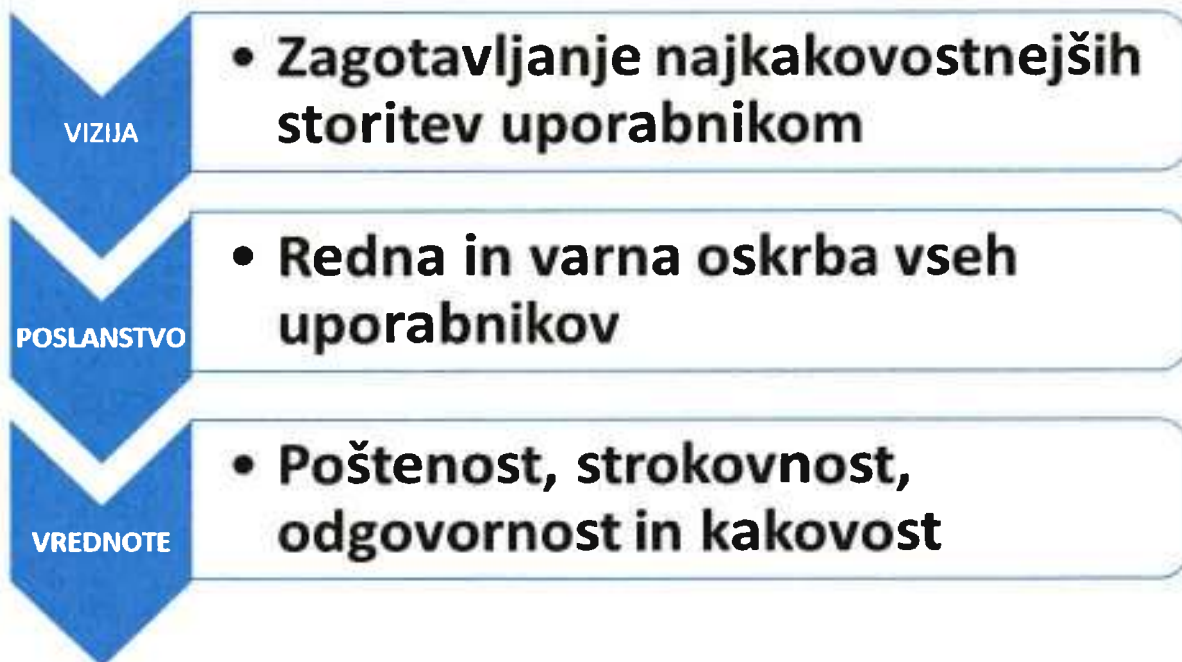 VIZIJA
• Zagotavljanje najkakovostnejših
storitev uporabnikom
POSLANSTVO
• Redna in varna oskrba vseh
uporabnikov
VREDNOTE
• Poštenost, strokovnost,
odgovornost in kakovost